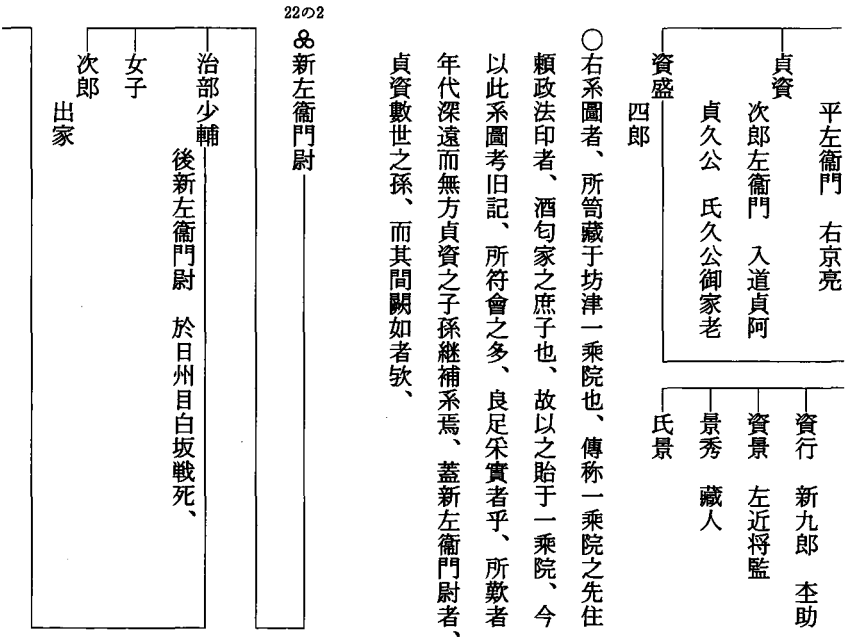 平左衞門　右京亮
貞資
次郎左衞門　入道貞阿
貞久公　氏久公御家老
資盛
四郎
資行　新九郎　杢助
資景　左近将監
景秀　藏人
氏景
○右系圖者、所笥藏于坊津一乘院也、傳称一乘院之先住
頼政法印者、酒匂家之庶子也、故以之貽于一乘院、今
以此系圖考旧記、所符會之多、良足采實者乎、所歎者
年代深遠而無方貞資之子孫継補系焉、蓋新左衞門尉者、
貞資數世之孫、而其間闕如者欤、
22の2
新左衞門尉
治部少輔
後新左衞門尉　於日州目白坂戦死、
女子
次郎
出家